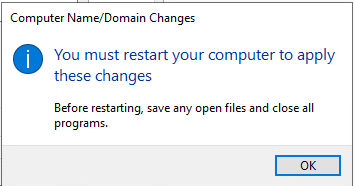 Computer Name/Domain Changes
You must restart your computer to apply
these changes
Before restarting, save any open files and close all
programs.
OK